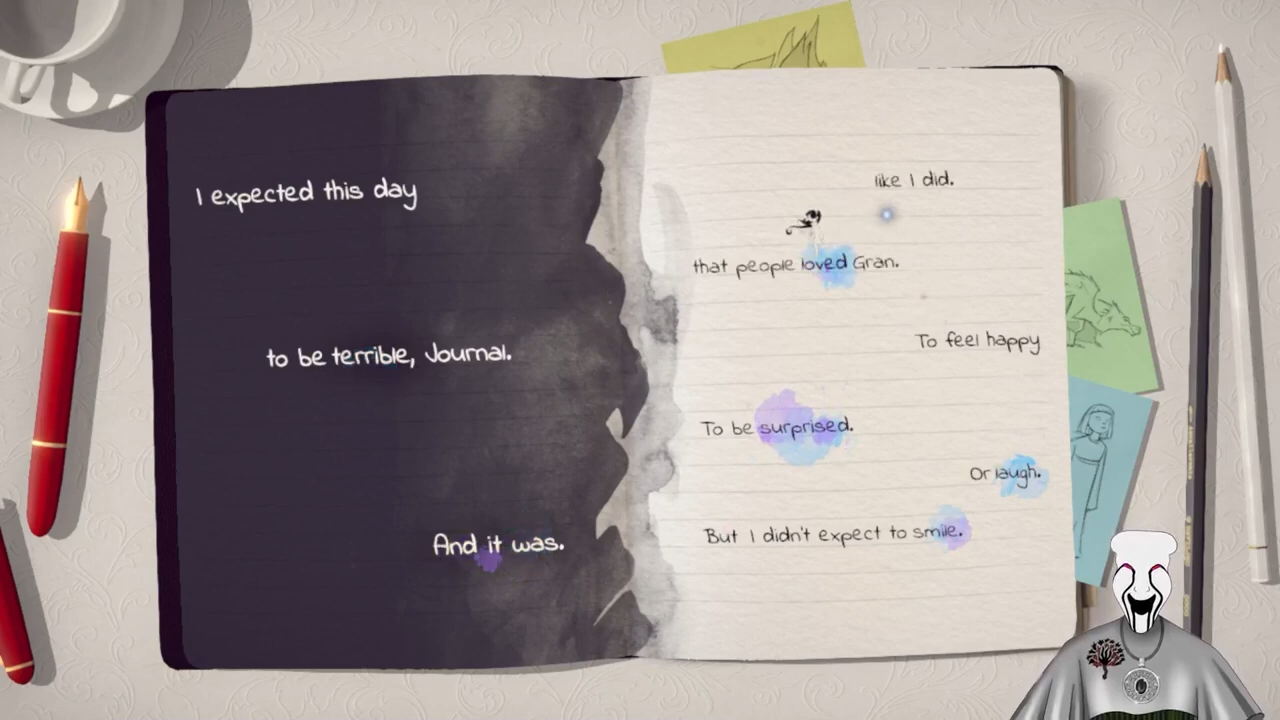 I expected this day
to be terrible, Journal.
And it was.
like I did.
that people loved Gran.
To feel happy
To be surprised.
Or laugh.
But I didn't expect to smile.